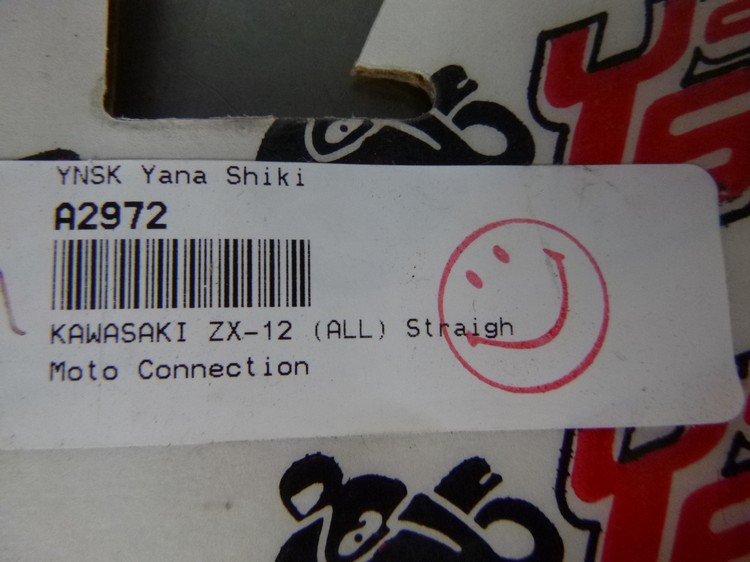 YNSK Yana Shiki
A2972
KAWASAKI ZX-12 (ALL) Straigh
Moto Connection